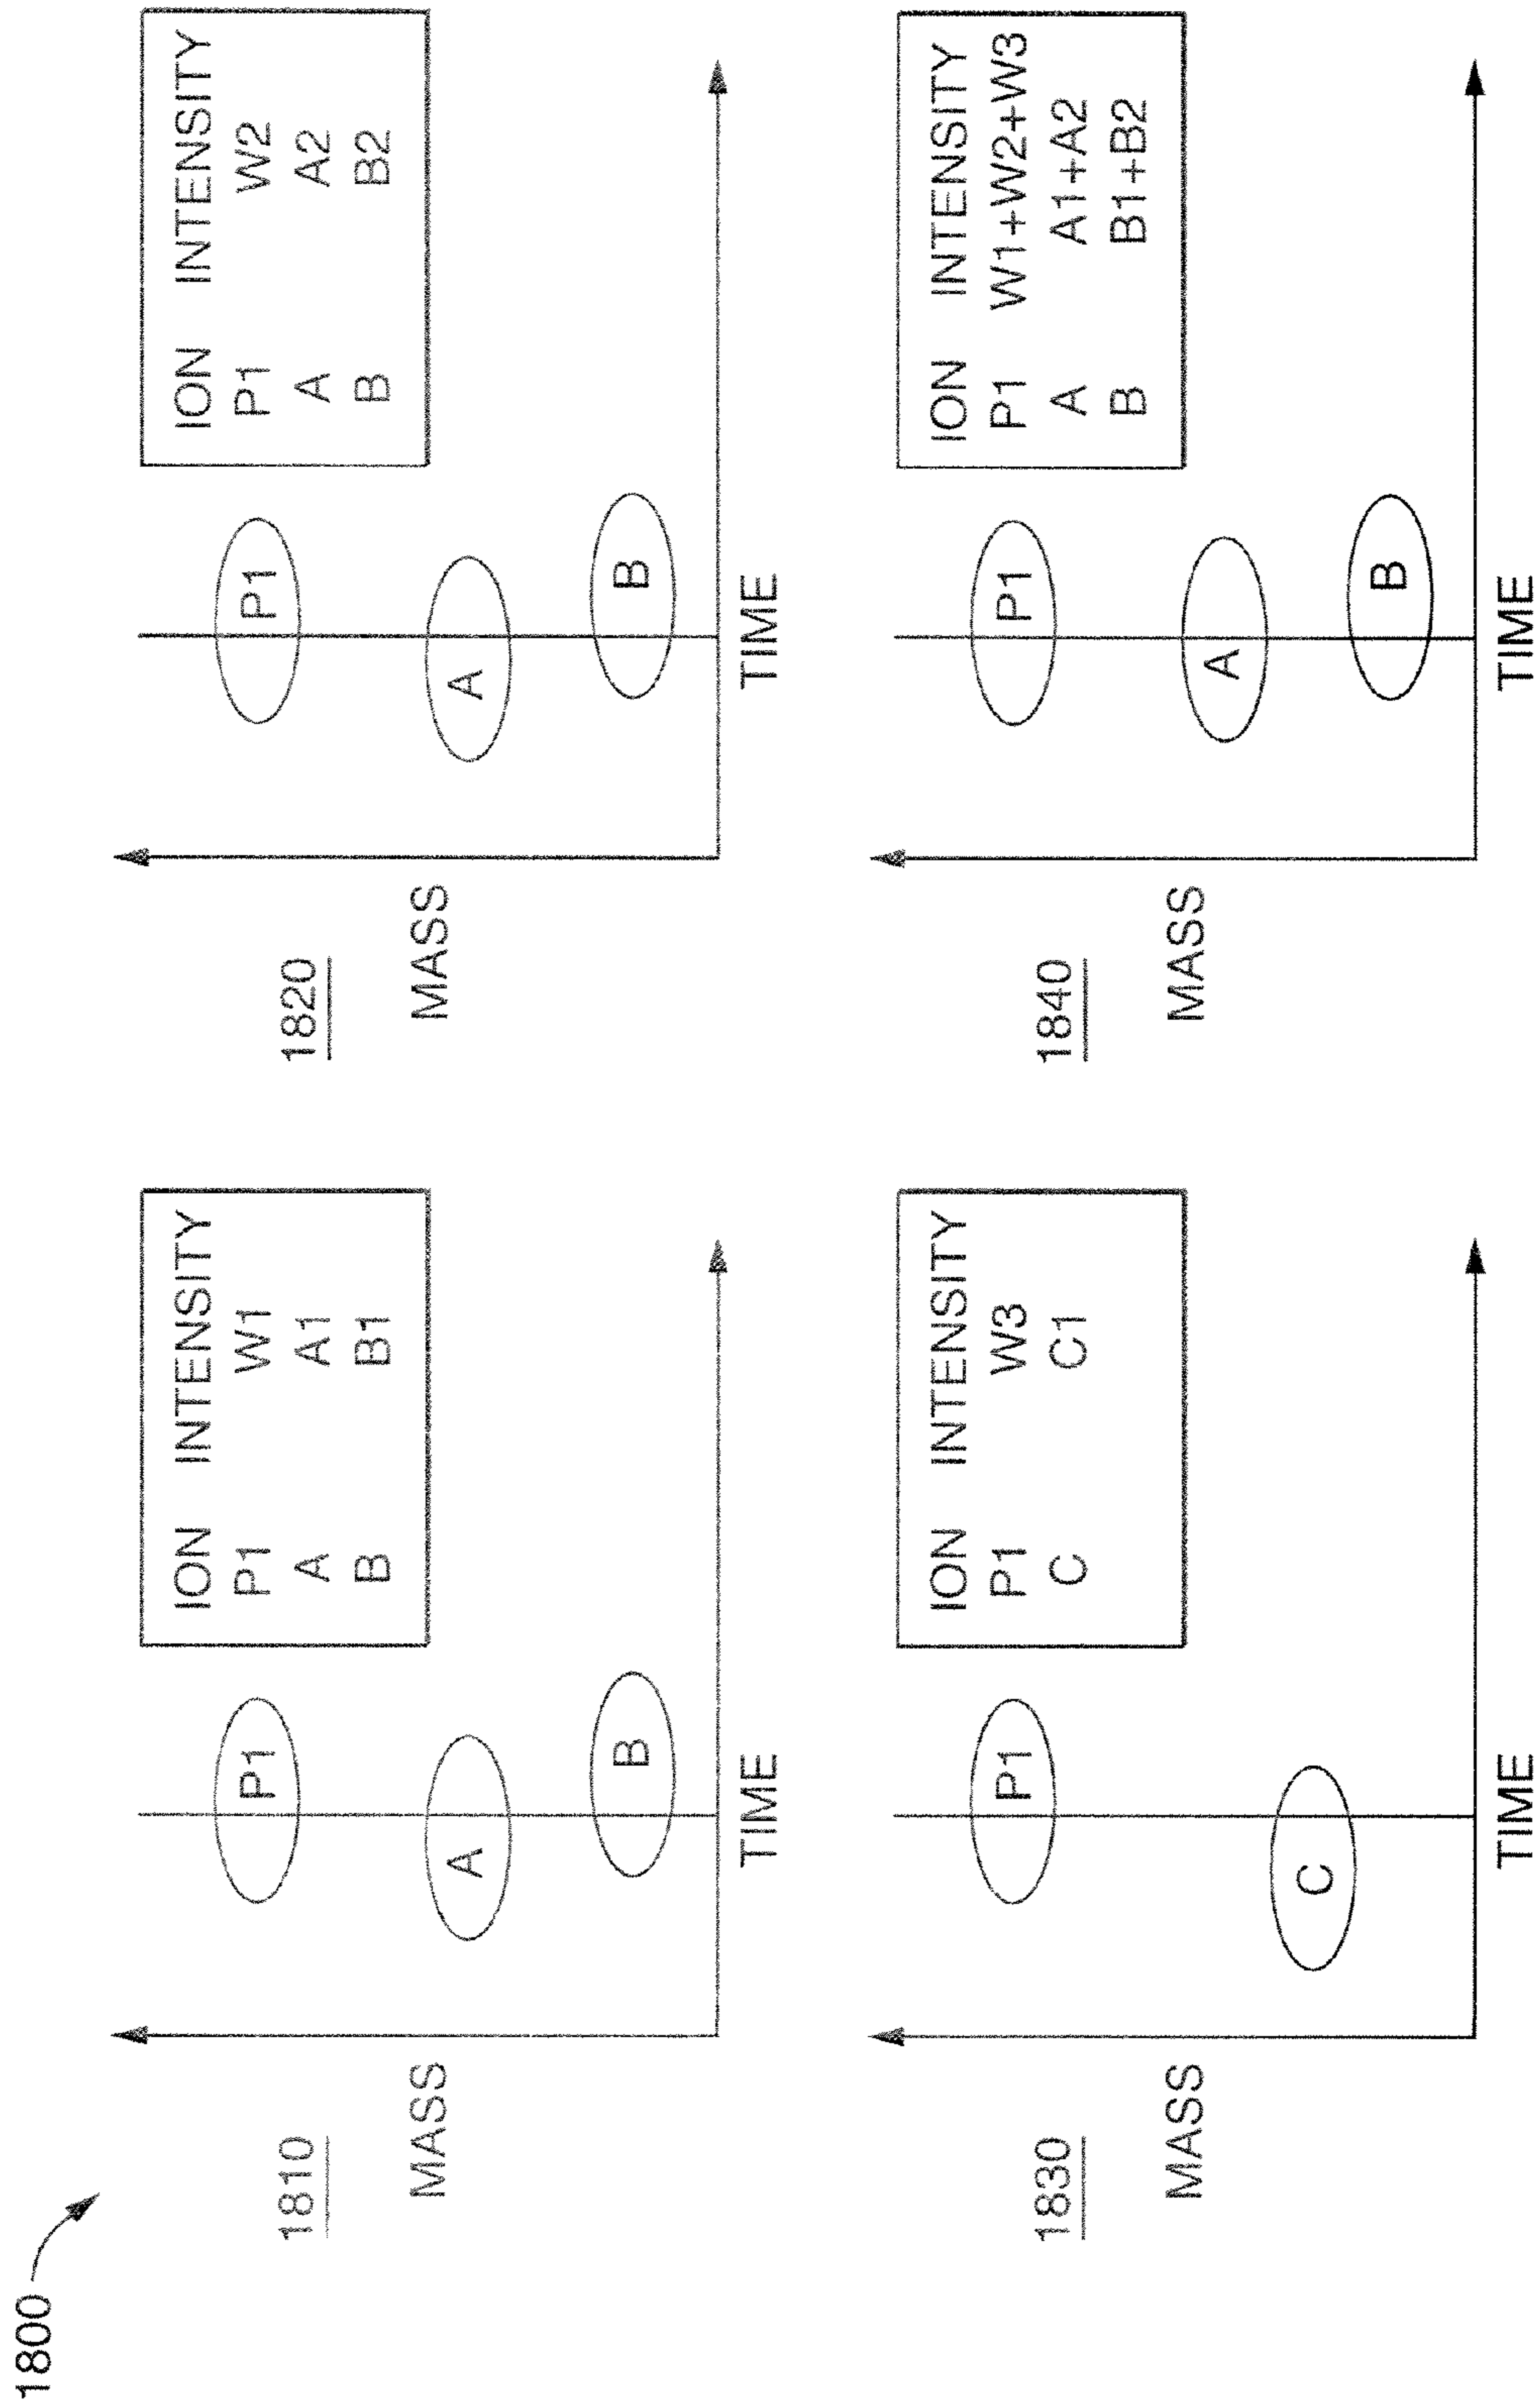 1800
1810
MASS
P1
A
B
TIME
ION INTENSITY
P1 W1
A A1
B B1
1820
MASS
P1
A
B
TIME
ION INTENSITY
P1 W2
A A2
B B2
1830
MASS
P1
C
TIME
ION INTENSITY
P1 W3
C C1
1840
MASS
P1
A
B
TIME
ION INTENSITY
P1 W1+W2+W3
A A1+A2
B B1+B2